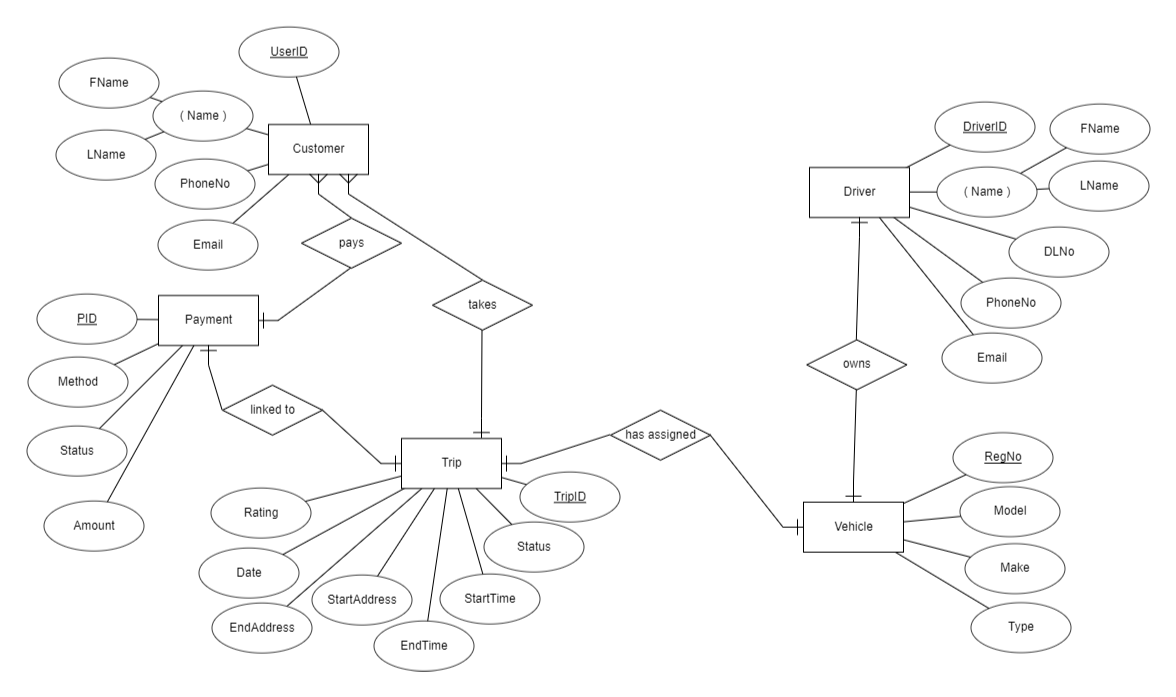 UserID
FName
( Name )
LName
Customer
PhoneNo
Email
pays
takes
PID
Payment
Method
Status
Amount
linked to
Trip
has assigned
TripID
Rating
Date
EndAddress
StartAddress
EndTime
StartTime
Status
DriverID
FName
Driver
( Name )
LName
DLNo
PhoneNo
Email
owns
RegNo
Vehicle
Model
Make
Type